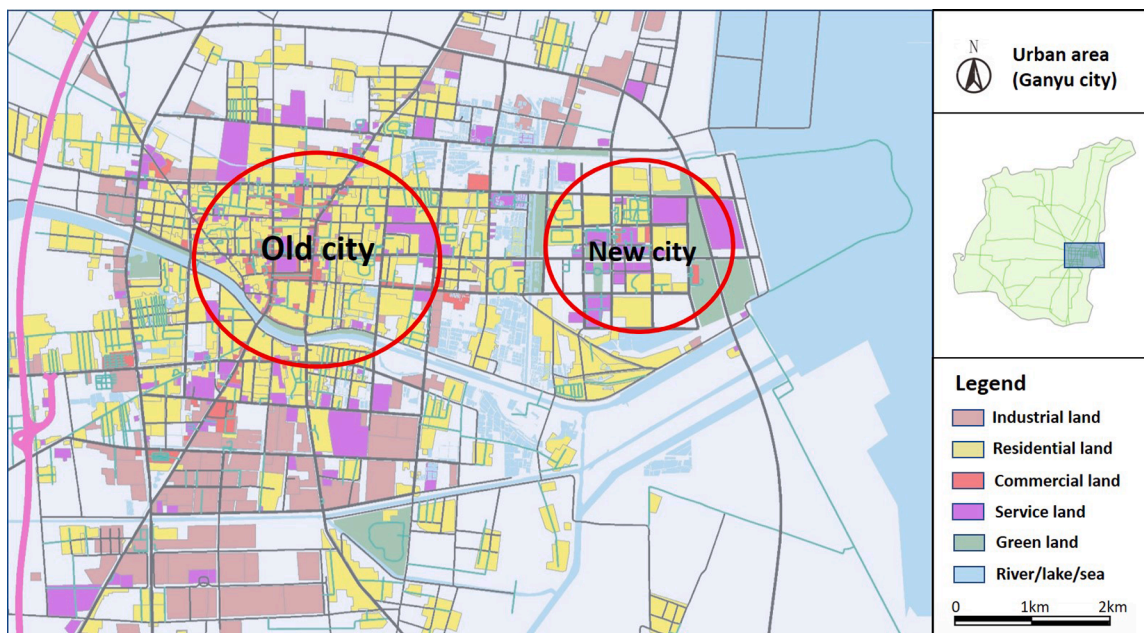 Old city
New city
N
Urban area
(Ganyu city)
Legend
Industrial land
Residential land
Commercial land
Service land
Green land
River/lake/sea
0 1km 2km